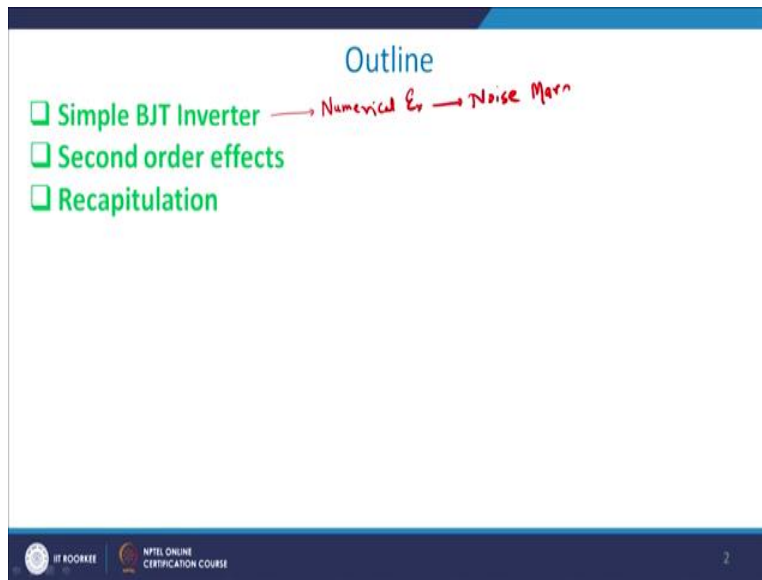 Outline
Simple BJT Inverter → Numerical Ex → Noise Marn
Second order effects
Recapitulation
IIT ROORKEE
NPTEL ONLINE
CERTIFICATION COURSE
2